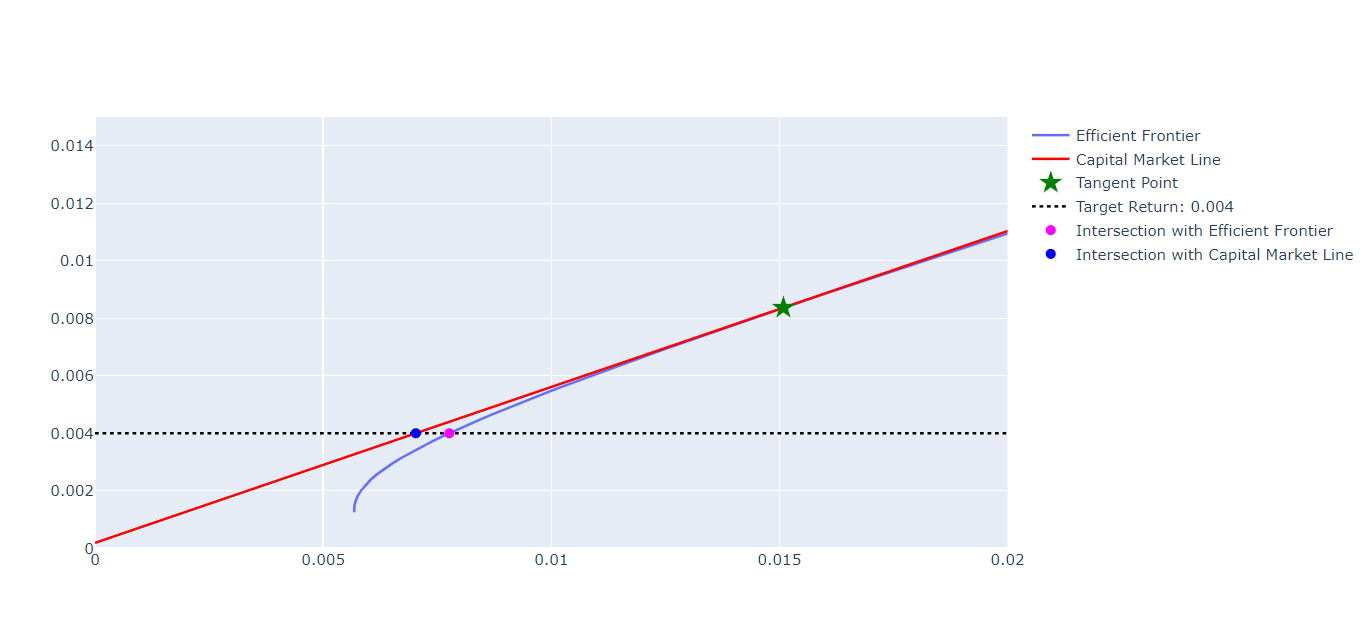 0.014
0.012
0.01
0.008
0.006
0.004
0.002
0
0 0.005 0.01 0.015 0.02
Efficient Frontier
Capital Market Line
Tangent Point
Target Return: 0.004
Intersection with Efficient Frontier
Intersection with Capital Market Line